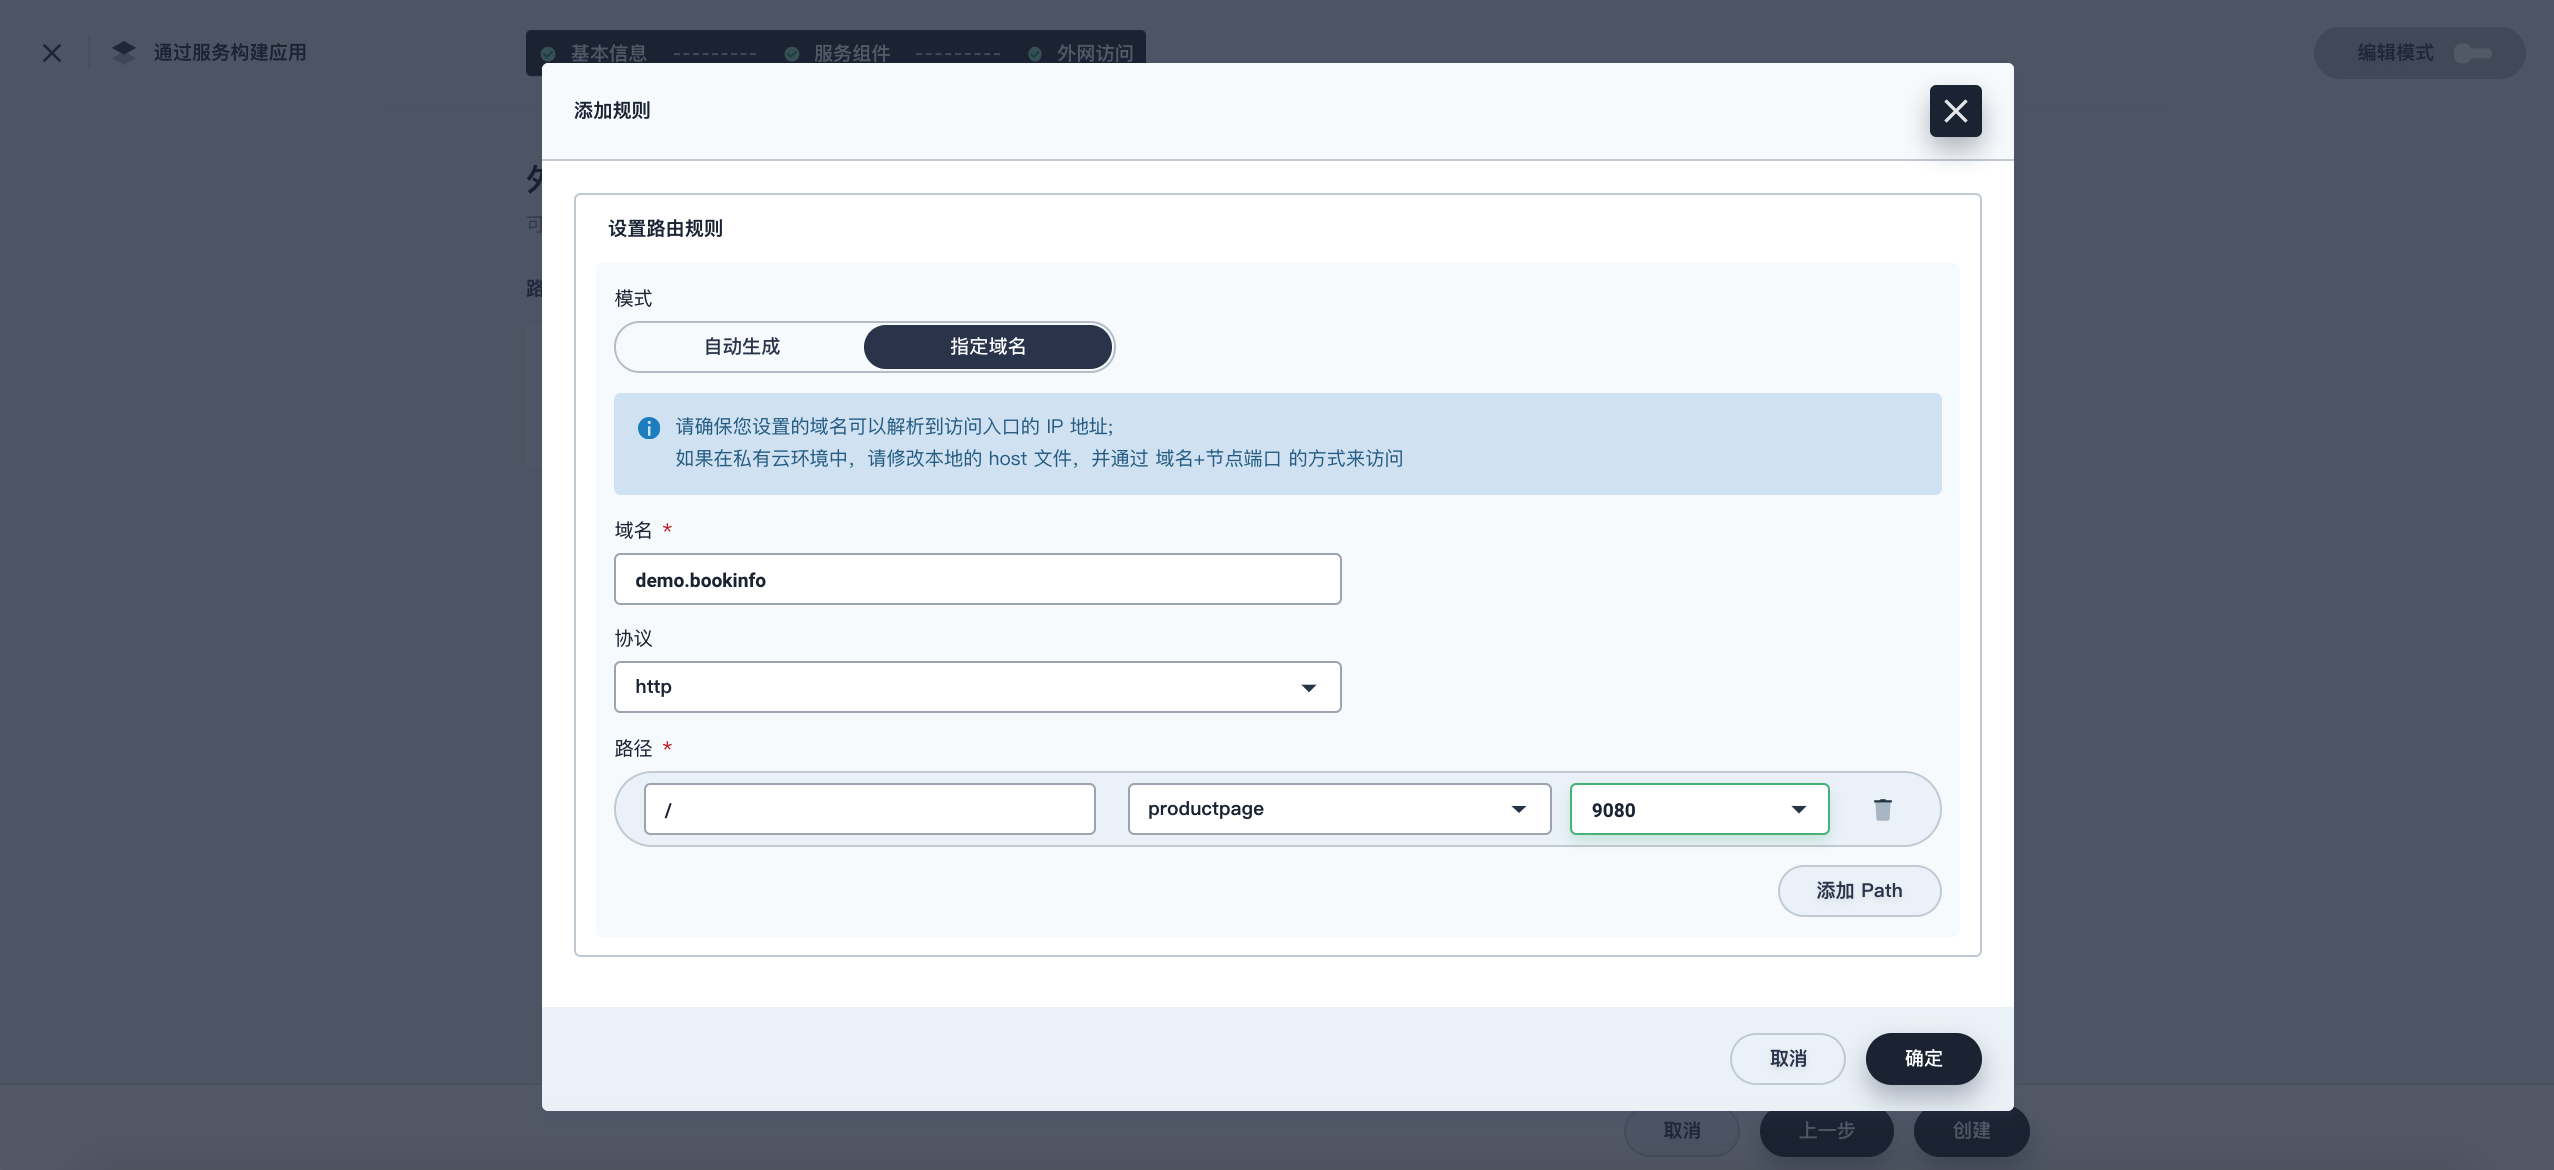 通过服务构建应用
基本信息 --------- 服务组件 --------- 外网访问
编辑模式
添加规则
设置路由规则
模式
自动生成 指定域名
请确保您设置的域名可以解析到访问入口的 IP 地址;
如果在私有云环境中，请修改本地的 host 文件，并通过 域名+节点端口 的方式来访问
域名 *
demo.bookinfo
协议
http
路径 *
/ productpage 9080
添加 Path
取消 确定
取消 上一步 创建